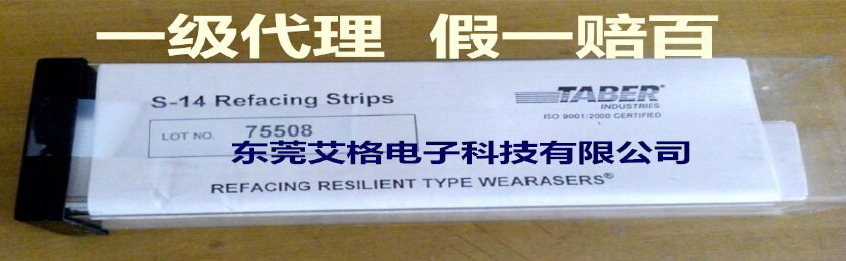 一级代理 假一赔百
S-14 Refacing Strips
TABER®
INDUSTRIES
ISO 9001:2000 CERTIFIED
LOT NO. 75508
东莞艾格电子科技有限公司
REFACING RESILIENT TYPE WEARASERS®